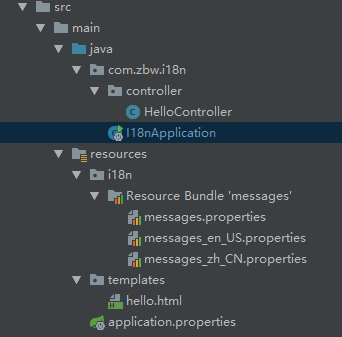 src
main
java
com.zbw.i18n
controller
HelloController
I18nApplication
resources
i18n
Resource Bundle 'messages'
messages.properties
messages_en_US.properties
messages_zh_CN.properties
templates
hello.html
application.properties